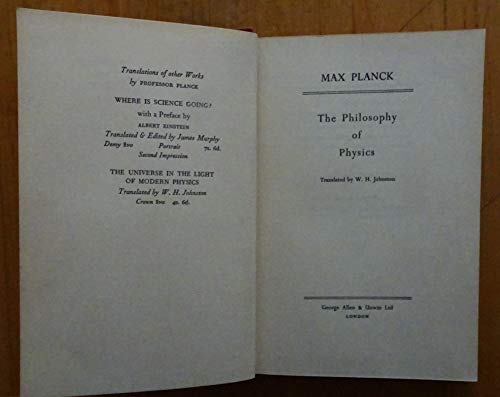 Translations of other Works
by PROFESSOR PLANCK
WHERE IS SCIENCE GOING?
with a Preface by
ALBERT EINSTEIN
Translated & Edited by James Murphy
Demy 8vo Portrait 7s. 6d.
Second Impression
THE UNIVERSE IN THE LIGHT
OF MODERN PHYSICS
Translated by W. H. Johnston
Crown 8vo 4s. 6d.
MAX PLANCK
The Philosophy
of
Physics
Translated by W. H. Johnston
George Allen & Unwin Ltd
LONDON